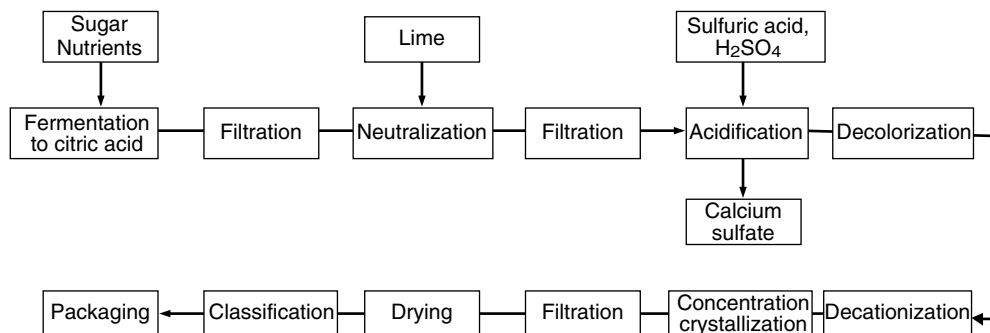 Sugar
Nutrients
Lime
Sulfuric acid,
H₂SO₄
Fermentation
to citric acid
Filtration
Neutralization
Filtration
Acidification
Decolorization
Calcium
sulfate
Packaging
Classification
Drying
Filtration
Concentration
crystallization
Decationization